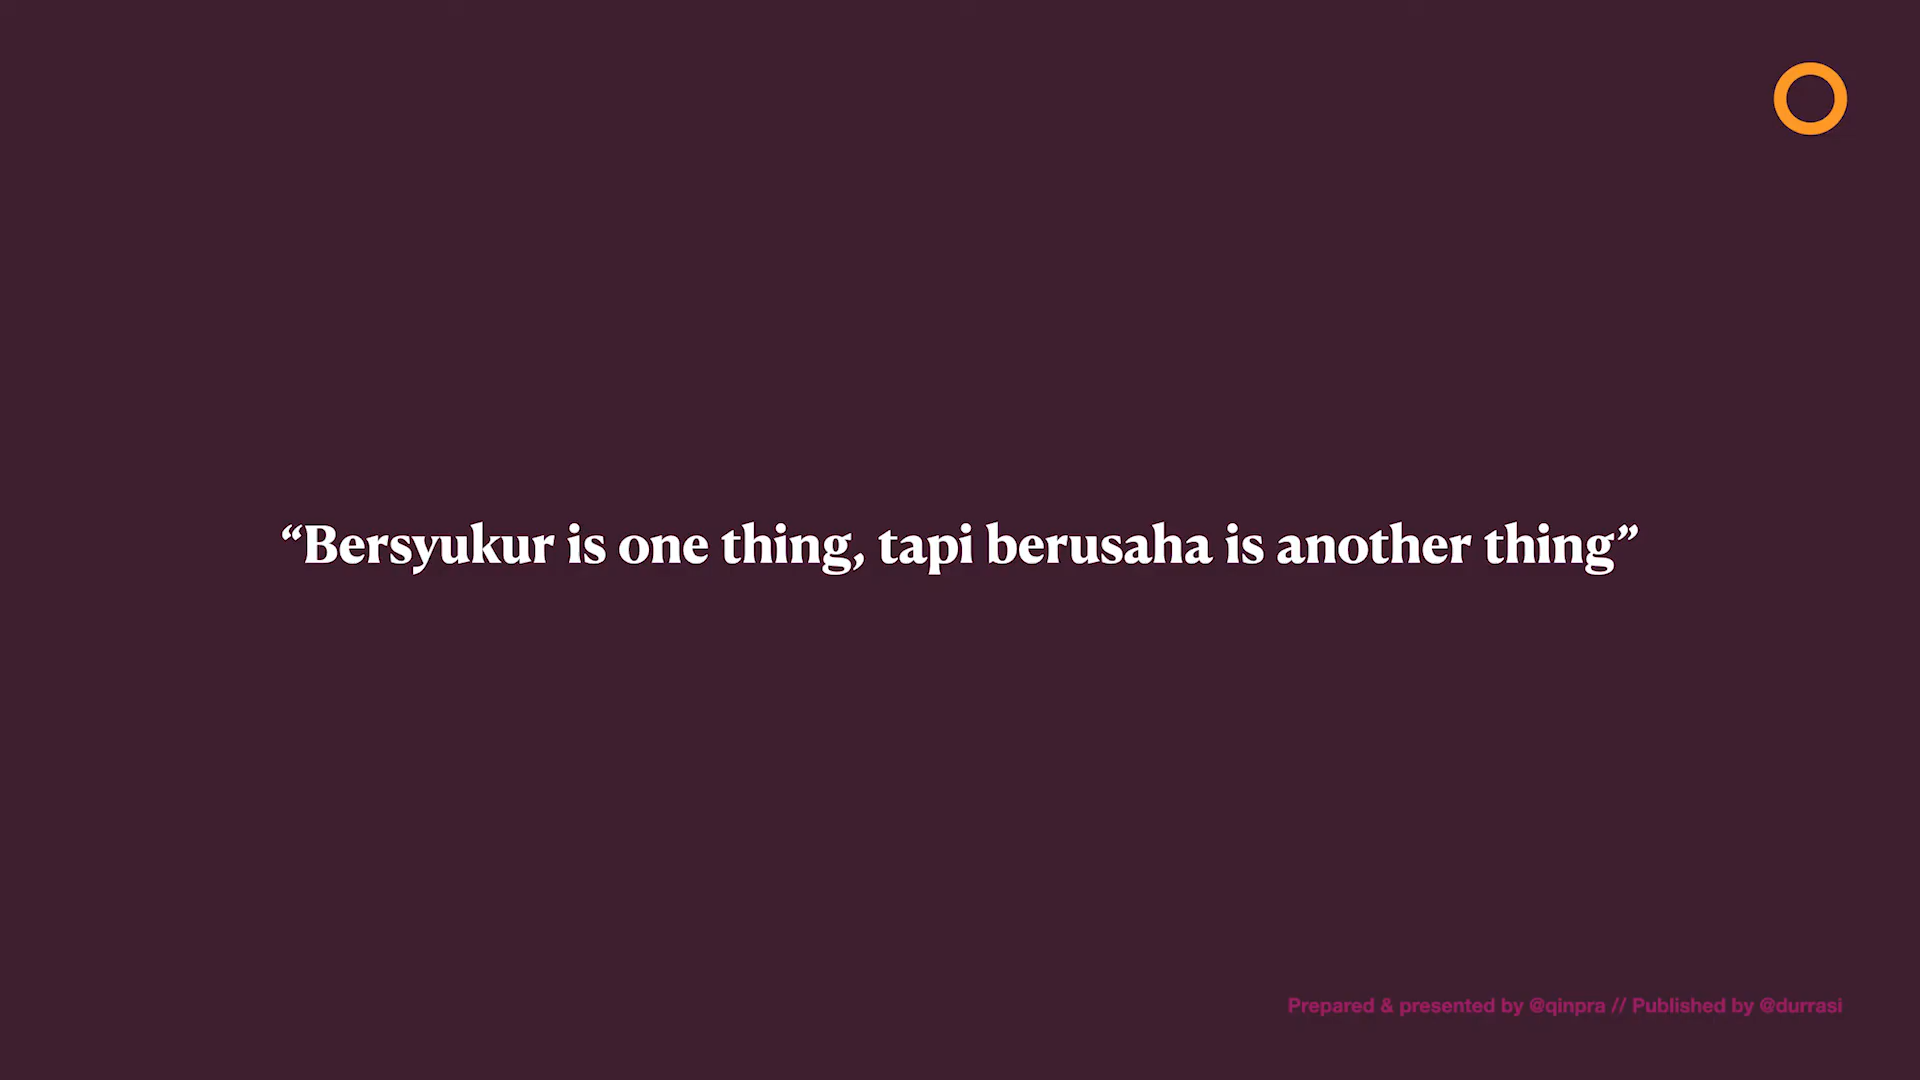 “Bersyukur is one thing, tapi berusaha is another thing”
Prepared & presented by @qinpra // Published by @durrasi